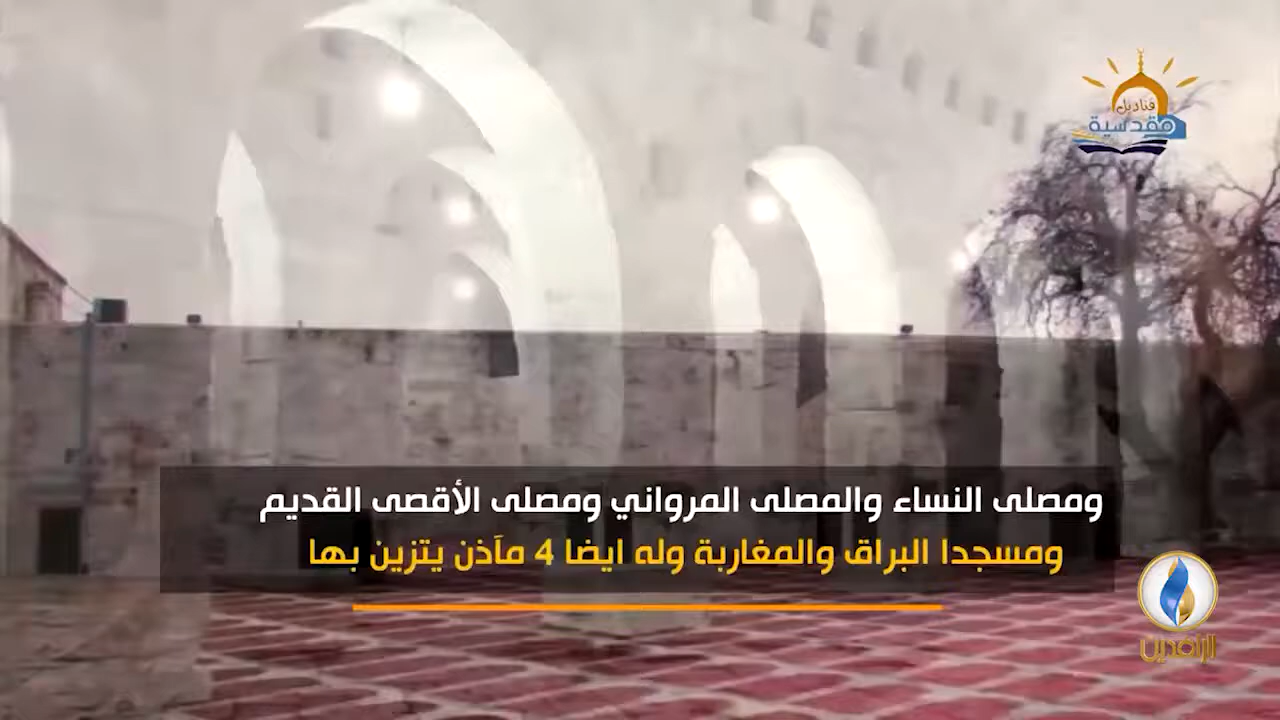 قناديل
مقدسية
ومصلى النساء والمصلى المرواني ومصلى الأقصى القديم
ومسجدا البراق والمغاربة وله ايضا 4 مآذن يتزين بها
الرافدين